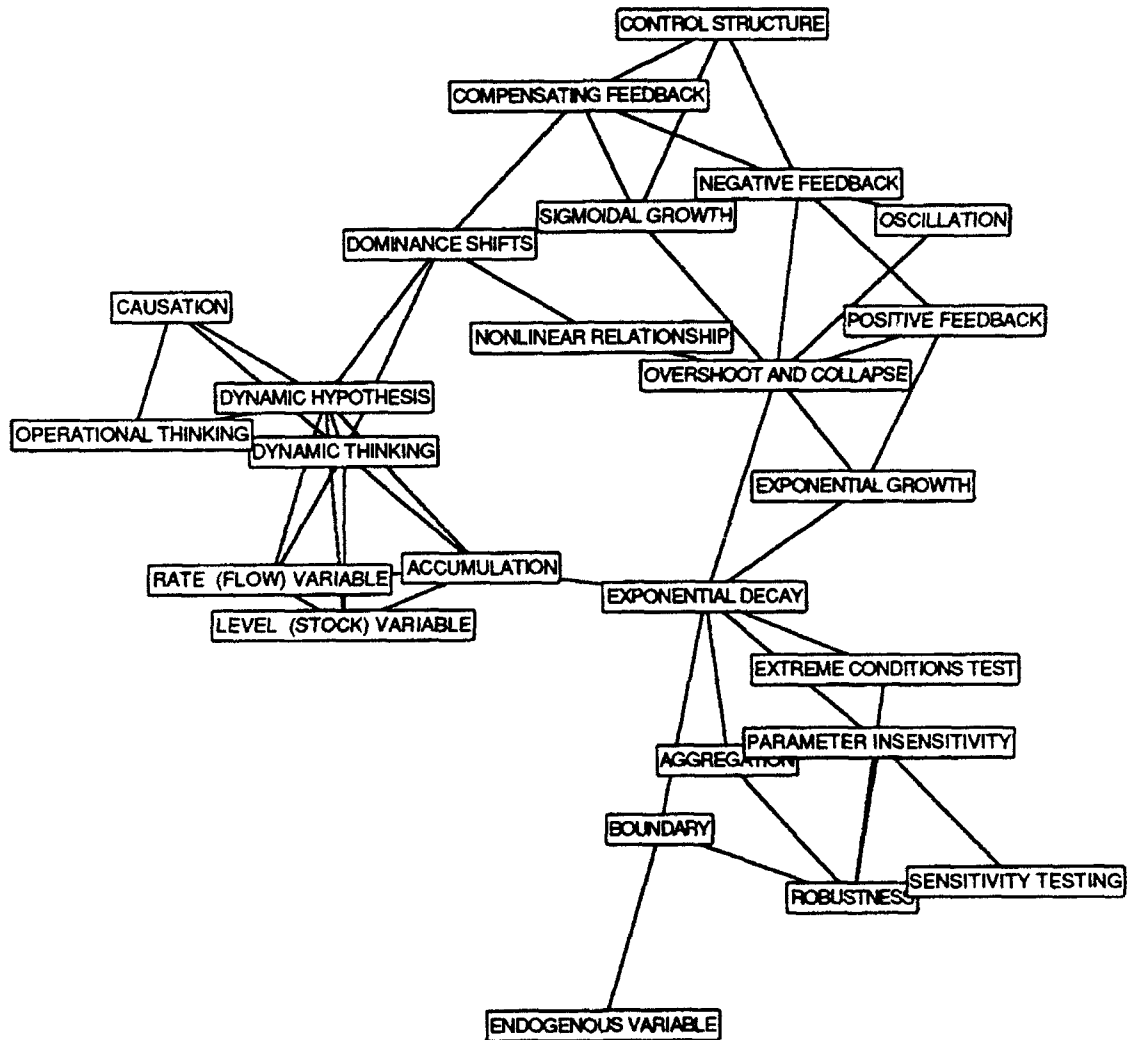 CONTROL STRUCTURE
COMPENSATING FEEDBACK
NEGATIVE FEEDBACK
SIGMOIDAL GROWTH
OSCILLATION
DOMINANCE SHIFTS
CAUSATION
POSITIVE FEEDBACK
NONLINEAR RELATIONSHIP
OVERSHOOT AND COLLAPSE
DYNAMIC HYPOTHESIS
OPERATIONAL THINKING
DYNAMIC THINKING
EXPONENTIAL GROWTH
ACCUMULATION
RATE (FLOW) VARIABLE
EXPONENTIAL DECAY
LEVEL (STOCK) VARIABLE
EXTREME CONDITIONS TEST
PARAMETER INSENSITIVITY
AGGREGATION
BOUNDARY
SENSITIVITY TESTING
ROBUSTNESS
ENDOGENOUS VARIABLE